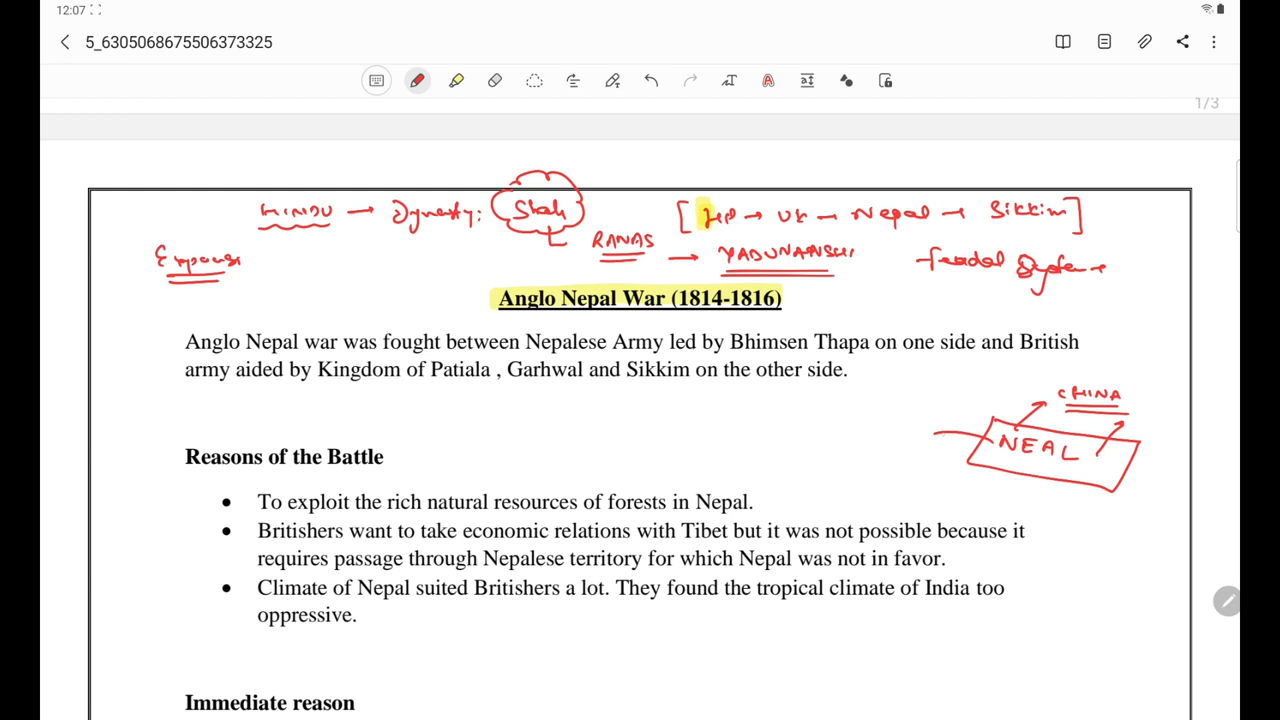 12:07
5_6305068675506373325
1/3
HINDU → Dynasty: Shah [HP → UK → Nepal → Sikkim]
RANAS → YADUVANSHI
Feudal System
Anglo Nepal War (1814-1816)
Anglo Nepal war was fought between Nepalese Army led by Bhimsen Thapa on one side and British
army aided by Kingdom of Patiala , Garhwal and Sikkim on the other side.
CHINA
NEAL
Reasons of the Battle
• To exploit the rich natural resources of forests in Nepal.
• Britishers want to take economic relations with Tibet but it was not possible because it
requires passage through Nepalese territory for which Nepal was not in favor.
• Climate of Nepal suited Britishers a lot. They found the tropical climate of India too
oppressive.
Immediate reason